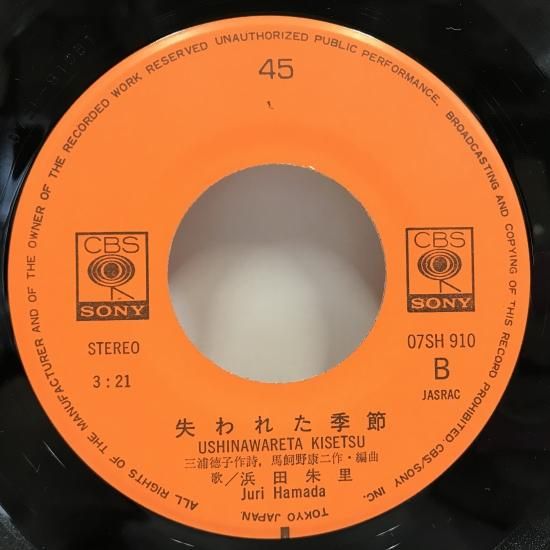 ALL RIGHTS OF THE MANUFACTURER AND OF THE OWNER OF THE RECORDED WORK RESERVED UNAUTHORIZED PUBLIC PERFORMANCE, BROADCASTING AND COPYING OF THIS RECORD PROHIBITED. CBS/SONY INC. TOKYO JAPAN.
45
CBS
SONY
CBS
SONY
STEREO
3:21
07SH 910
B
JASRAC
失われた季節
USHINAWARETA KISETSU
三浦徳子作詩, 馬飼野康二作・編曲
歌/浜田朱里
Juri Hamada